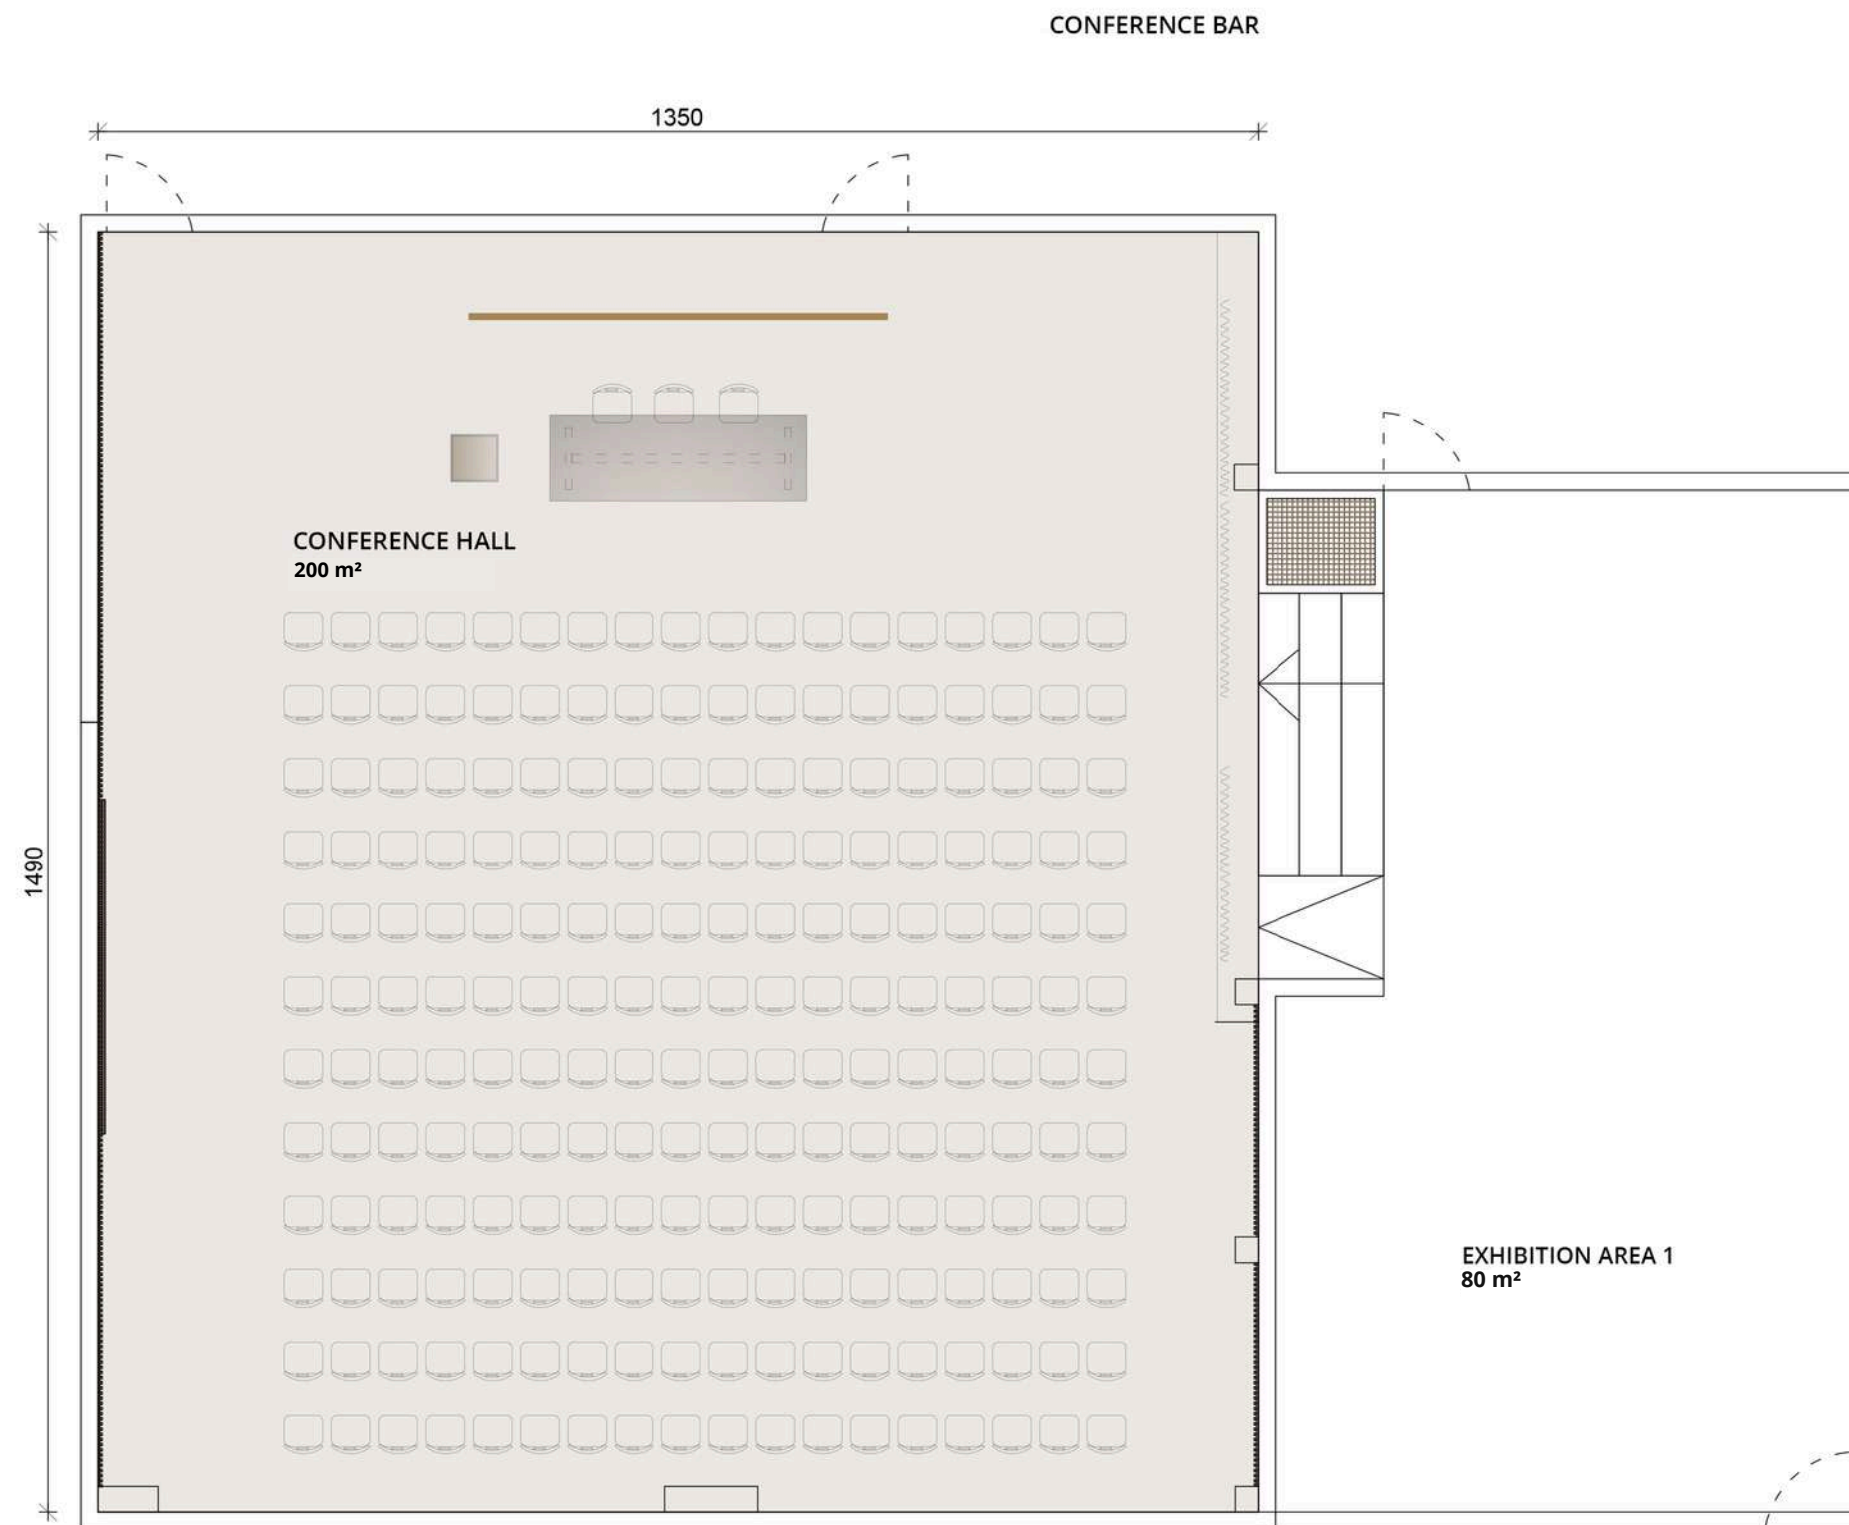 CONFERENCE BAR
1350
CONFERENCE HALL
200 m²
1490
EXHIBITION AREA 1
80 m²